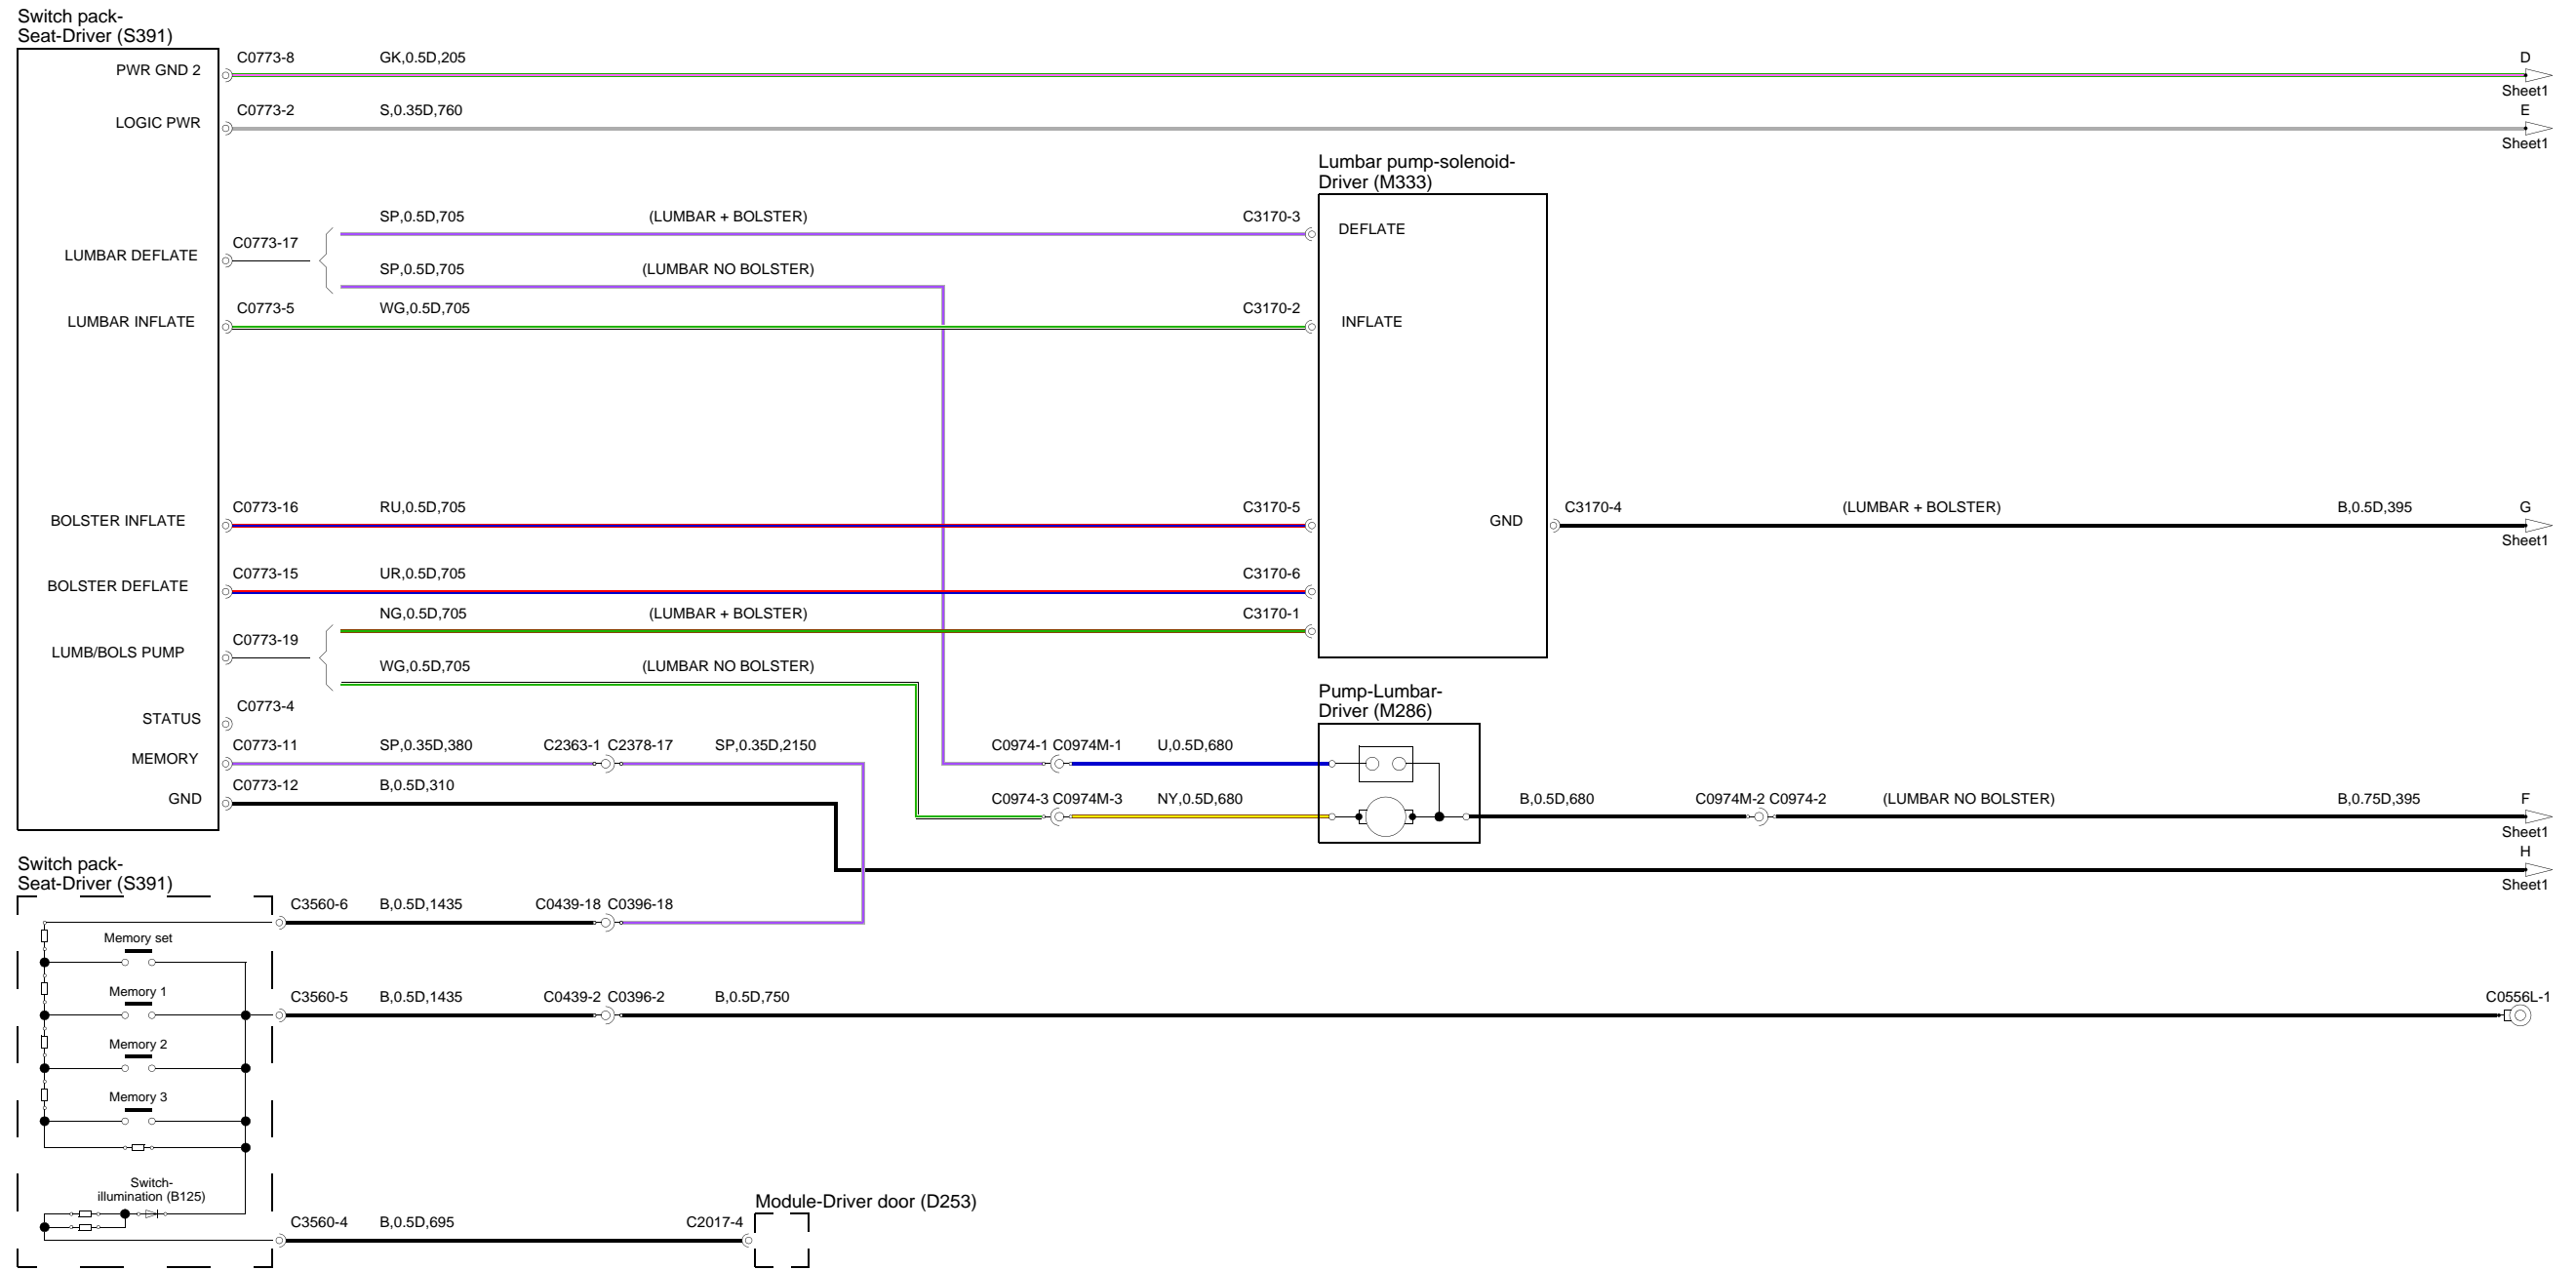 Switch pack-
Seat-Driver (S391)
PWR GND 2
C0773-8
GK,0.5D,205
D
Sheet1
LOGIC PWR
C0773-2
S,0.35D,760
E
Sheet1
Lumbar pump-solenoid-
Driver (M333)
SP,0.5D,705
(LUMBAR + BOLSTER)
C3170-3
DEFLATE
LUMBAR DEFLATE
C0773-17
SP,0.5D,705
(LUMBAR NO BOLSTER)
LUMBAR INFLATE
C0773-5
WG,0.5D,705
C3170-2
INFLATE
BOLSTER INFLATE
C0773-16
RU,0.5D,705
C3170-5
GND
C3170-4
(LUMBAR + BOLSTER)
B,0.5D,395
G
Sheet1
BOLSTER DEFLATE
C0773-15
UR,0.5D,705
C3170-6
NG,0.5D,705
(LUMBAR + BOLSTER)
C3170-1
LUMB/BOLS PUMP
C0773-19
WG,0.5D,705
(LUMBAR NO BOLSTER)
Pump-Lumbar-
Driver (M286)
STATUS
C0773-4
MEMORY
C0773-11
SP,0.35D,380
C2363-1 C2378-17
SP,0.35D,2150
C0974-1 C0974M-1
U,0.5D,680
GND
C0773-12
B,0.5D,310
C0974-3 C0974M-3
NY,0.5D,680
B,0.5D,680
C0974M-2 C0974-2
(LUMBAR NO BOLSTER)
B,0.75D,395
F
Sheet1
H
Sheet1
Switch pack-
Seat-Driver (S391)
C3560-6
B,0.5D,1435
C0439-18 C0396-18
Memory set
Memory 1
C3560-5
B,0.5D,1435
C0439-2 C0396-2
B,0.5D,750
C0556L-1
Memory 2
Memory 3
Switch-
illumination (B125)
C3560-4
B,0.5D,695
C2017-4
Module-Driver door (D253)